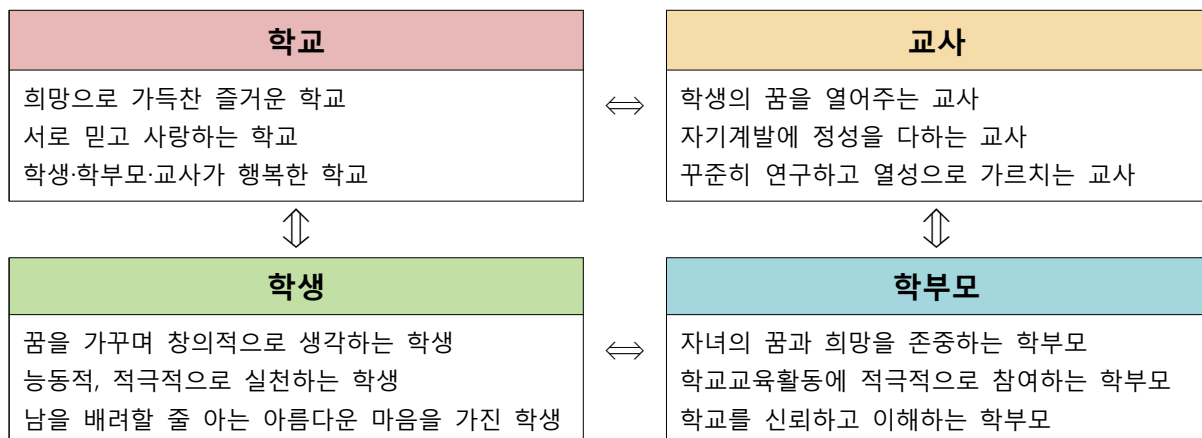 학교
희망으로 가득찬 즐거운 학교
서로 믿고 사랑하는 학교
학생·학부모·교사가 행복한 학교
⇔
교사
학생의 꿈을 열어주는 교사
자기계발에 정성을 다하는 교사
꾸준히 연구하고 열성으로 가르치는 교사
⇕
⇕
학생
꿈을 가꾸며 창의적으로 생각하는 학생
능동적, 적극적으로 실천하는 학생
남을 배려할 줄 아는 아름다운 마음을 가진 학생
⇔
학부모
자녀의 꿈과 희망을 존중하는 학부모
학교교육활동에 적극적으로 참여하는 학부모
학교를 신뢰하고 이해하는 학부모